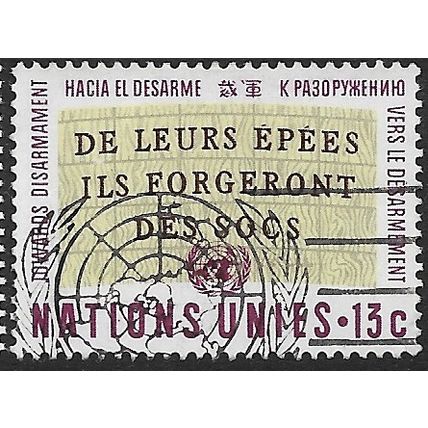 HACIA EL DESARME 裁軍 К РАЗОРУЖЕНИЮ
TOWARDS DISARMAMENT
VERS LE DESARMAMENT
DE LEURS ÉPÉES
ILS FORGERONT
DES SOCS
NATIONS UNIES·13c